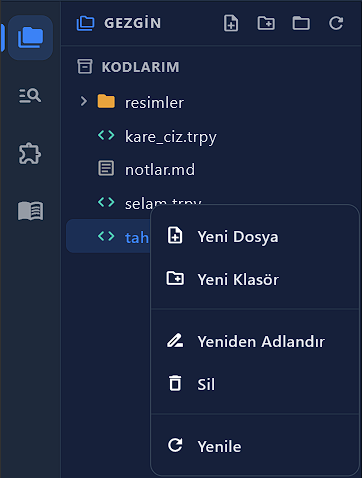 GEZGİN
KODLARIM
resimler
kare_ciz.trpy
notlar.md
selam.trpy
tah
Yeni Dosya
Yeni Klasör
Yeniden Adlandır
Sil
Yenile